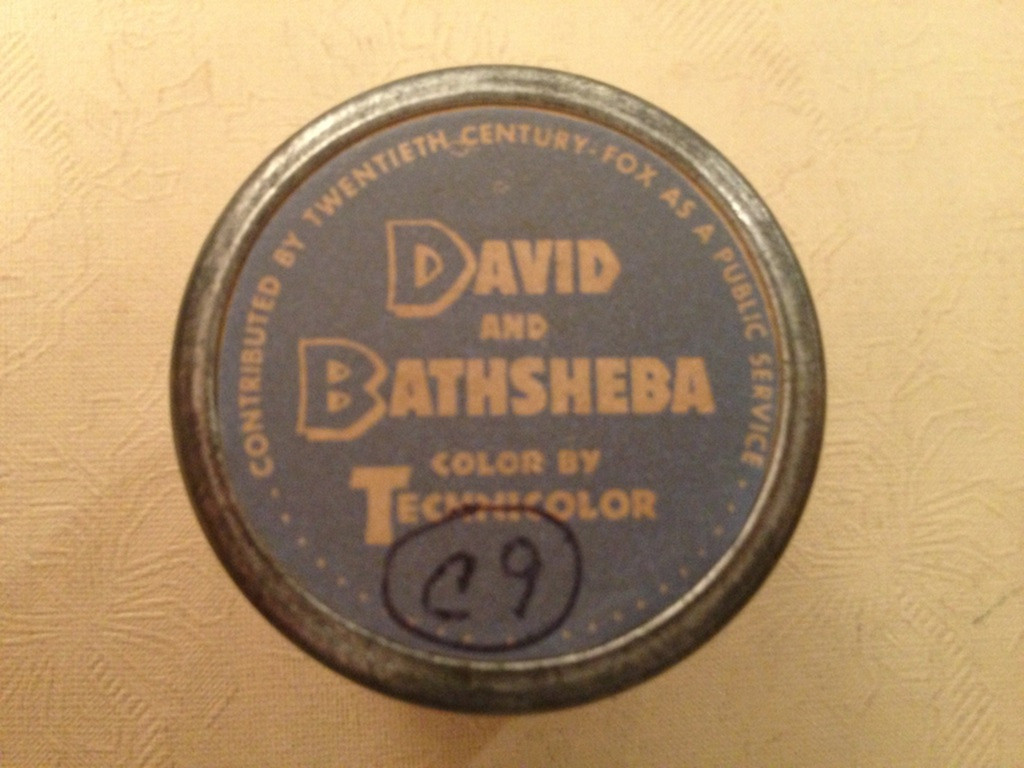 CONTRIBUTED BY TWENTIETH CENTURY-FOX AS A PUBLIC SERVICE
DAVID
AND
BATHSHEBA
COLOR BY
TECHNICOLOR
C9